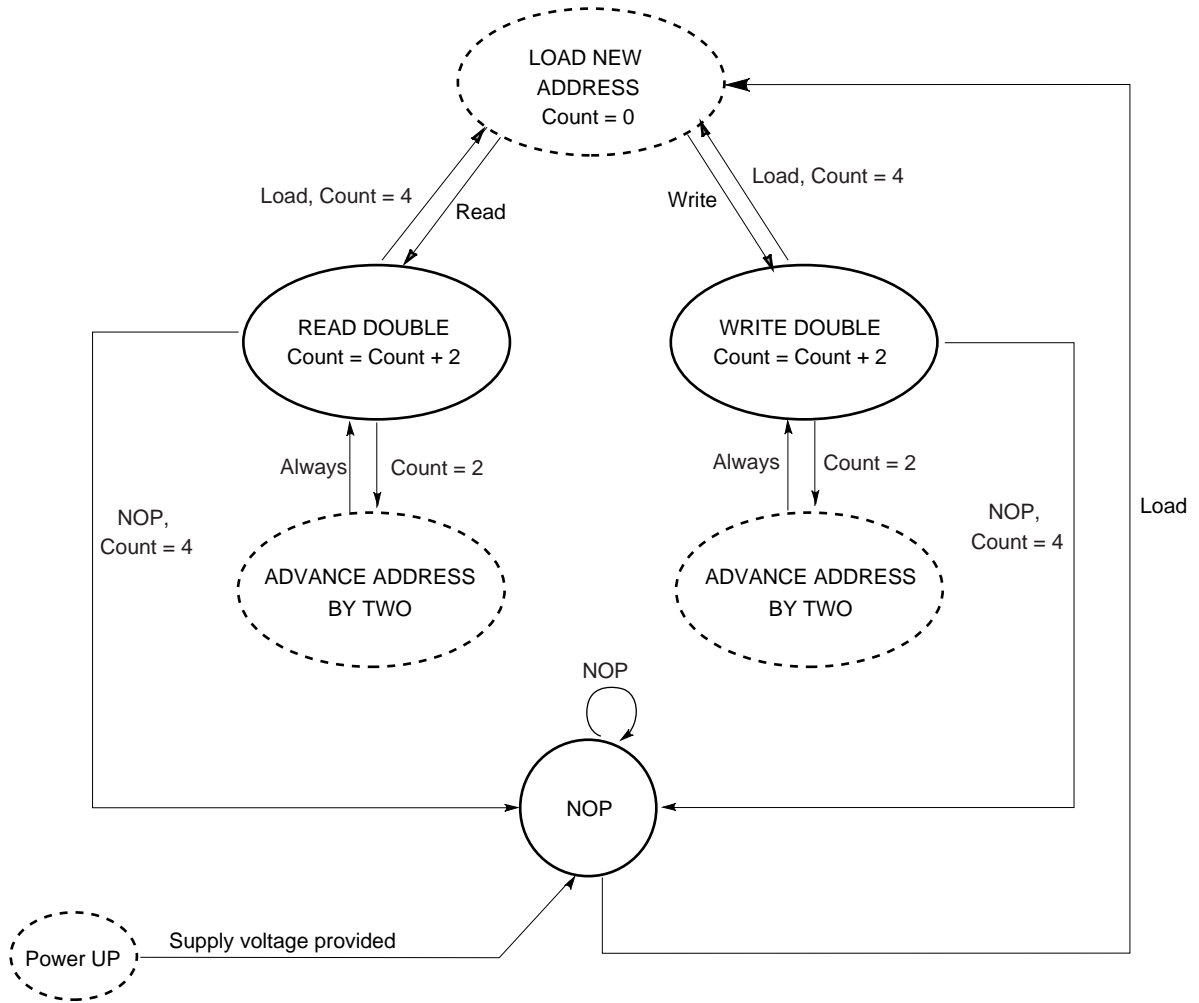 LOAD NEW
ADDRESS
Count = 0
Load, Count = 4
Read
Write
Load, Count = 4
READ DOUBLE
Count = Count + 2
WRITE DOUBLE
Count = Count + 2
Always
Count = 2
Always
Count = 2
NOP,
Count = 4
NOP,
Count = 4
Load
ADVANCE ADDRESS
BY TWO
ADVANCE ADDRESS
BY TWO
NOP
NOP
Supply voltage provided
Power UP